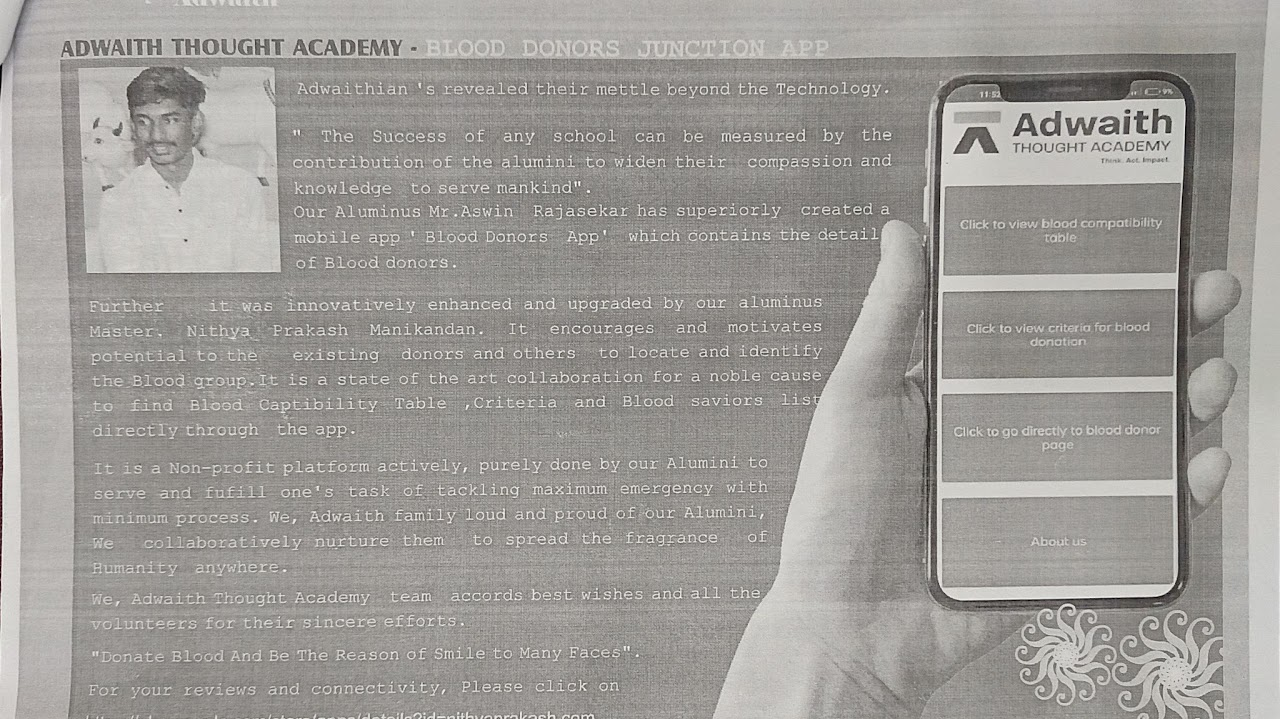 Adwaith
ADWAITH THOUGHT ACADEMY - BLOOD DONORS JUNCTION APP
Adwaithian 's revealed their mettle beyond the Technology.
" The Success of any school can be measured by the
contribution of the alumini to widen their compassion and
knowledge to serve mankind".
Our Aluminus Mr.Aswin Rajasekar has superiorly created a
mobile app ' Blood Donors App' which contains the detail
of Blood donors.
Further it was innovatively enhanced and upgraded by our aluminus
Master. Nithya Prakash Manikandan. It encourages and motivates
potential to the existing donors and others to locate and identify
the Blood group.It is a state of the art collaboration for a noble cause
to find Blood Captibility Table ,Criteria and Blood saviors list
directly through the app.
It is a Non-profit platform actively, purely done by our Alumini to
serve and fufill one's task of tackling maximum emergency with
minimum process. We, Adwaith family loud and proud of our Alumini,
We collaboratively nurture them to spread the fragrance of
Humanity anywhere.
We, Adwaith Thought Academy team accords best wishes and all the
volunteers for their sincere efforts.
"Donate Blood And Be The Reason of Smile to Many Faces".
For your reviews and connectivity, Please click on
11:52
9%
Adwaith
THOUGHT ACADEMY
Think. Act. Impact.
Click to view blood compatibility
table
Click to view criteria for blood
donation
Click to go directly to blood donor
page
About us